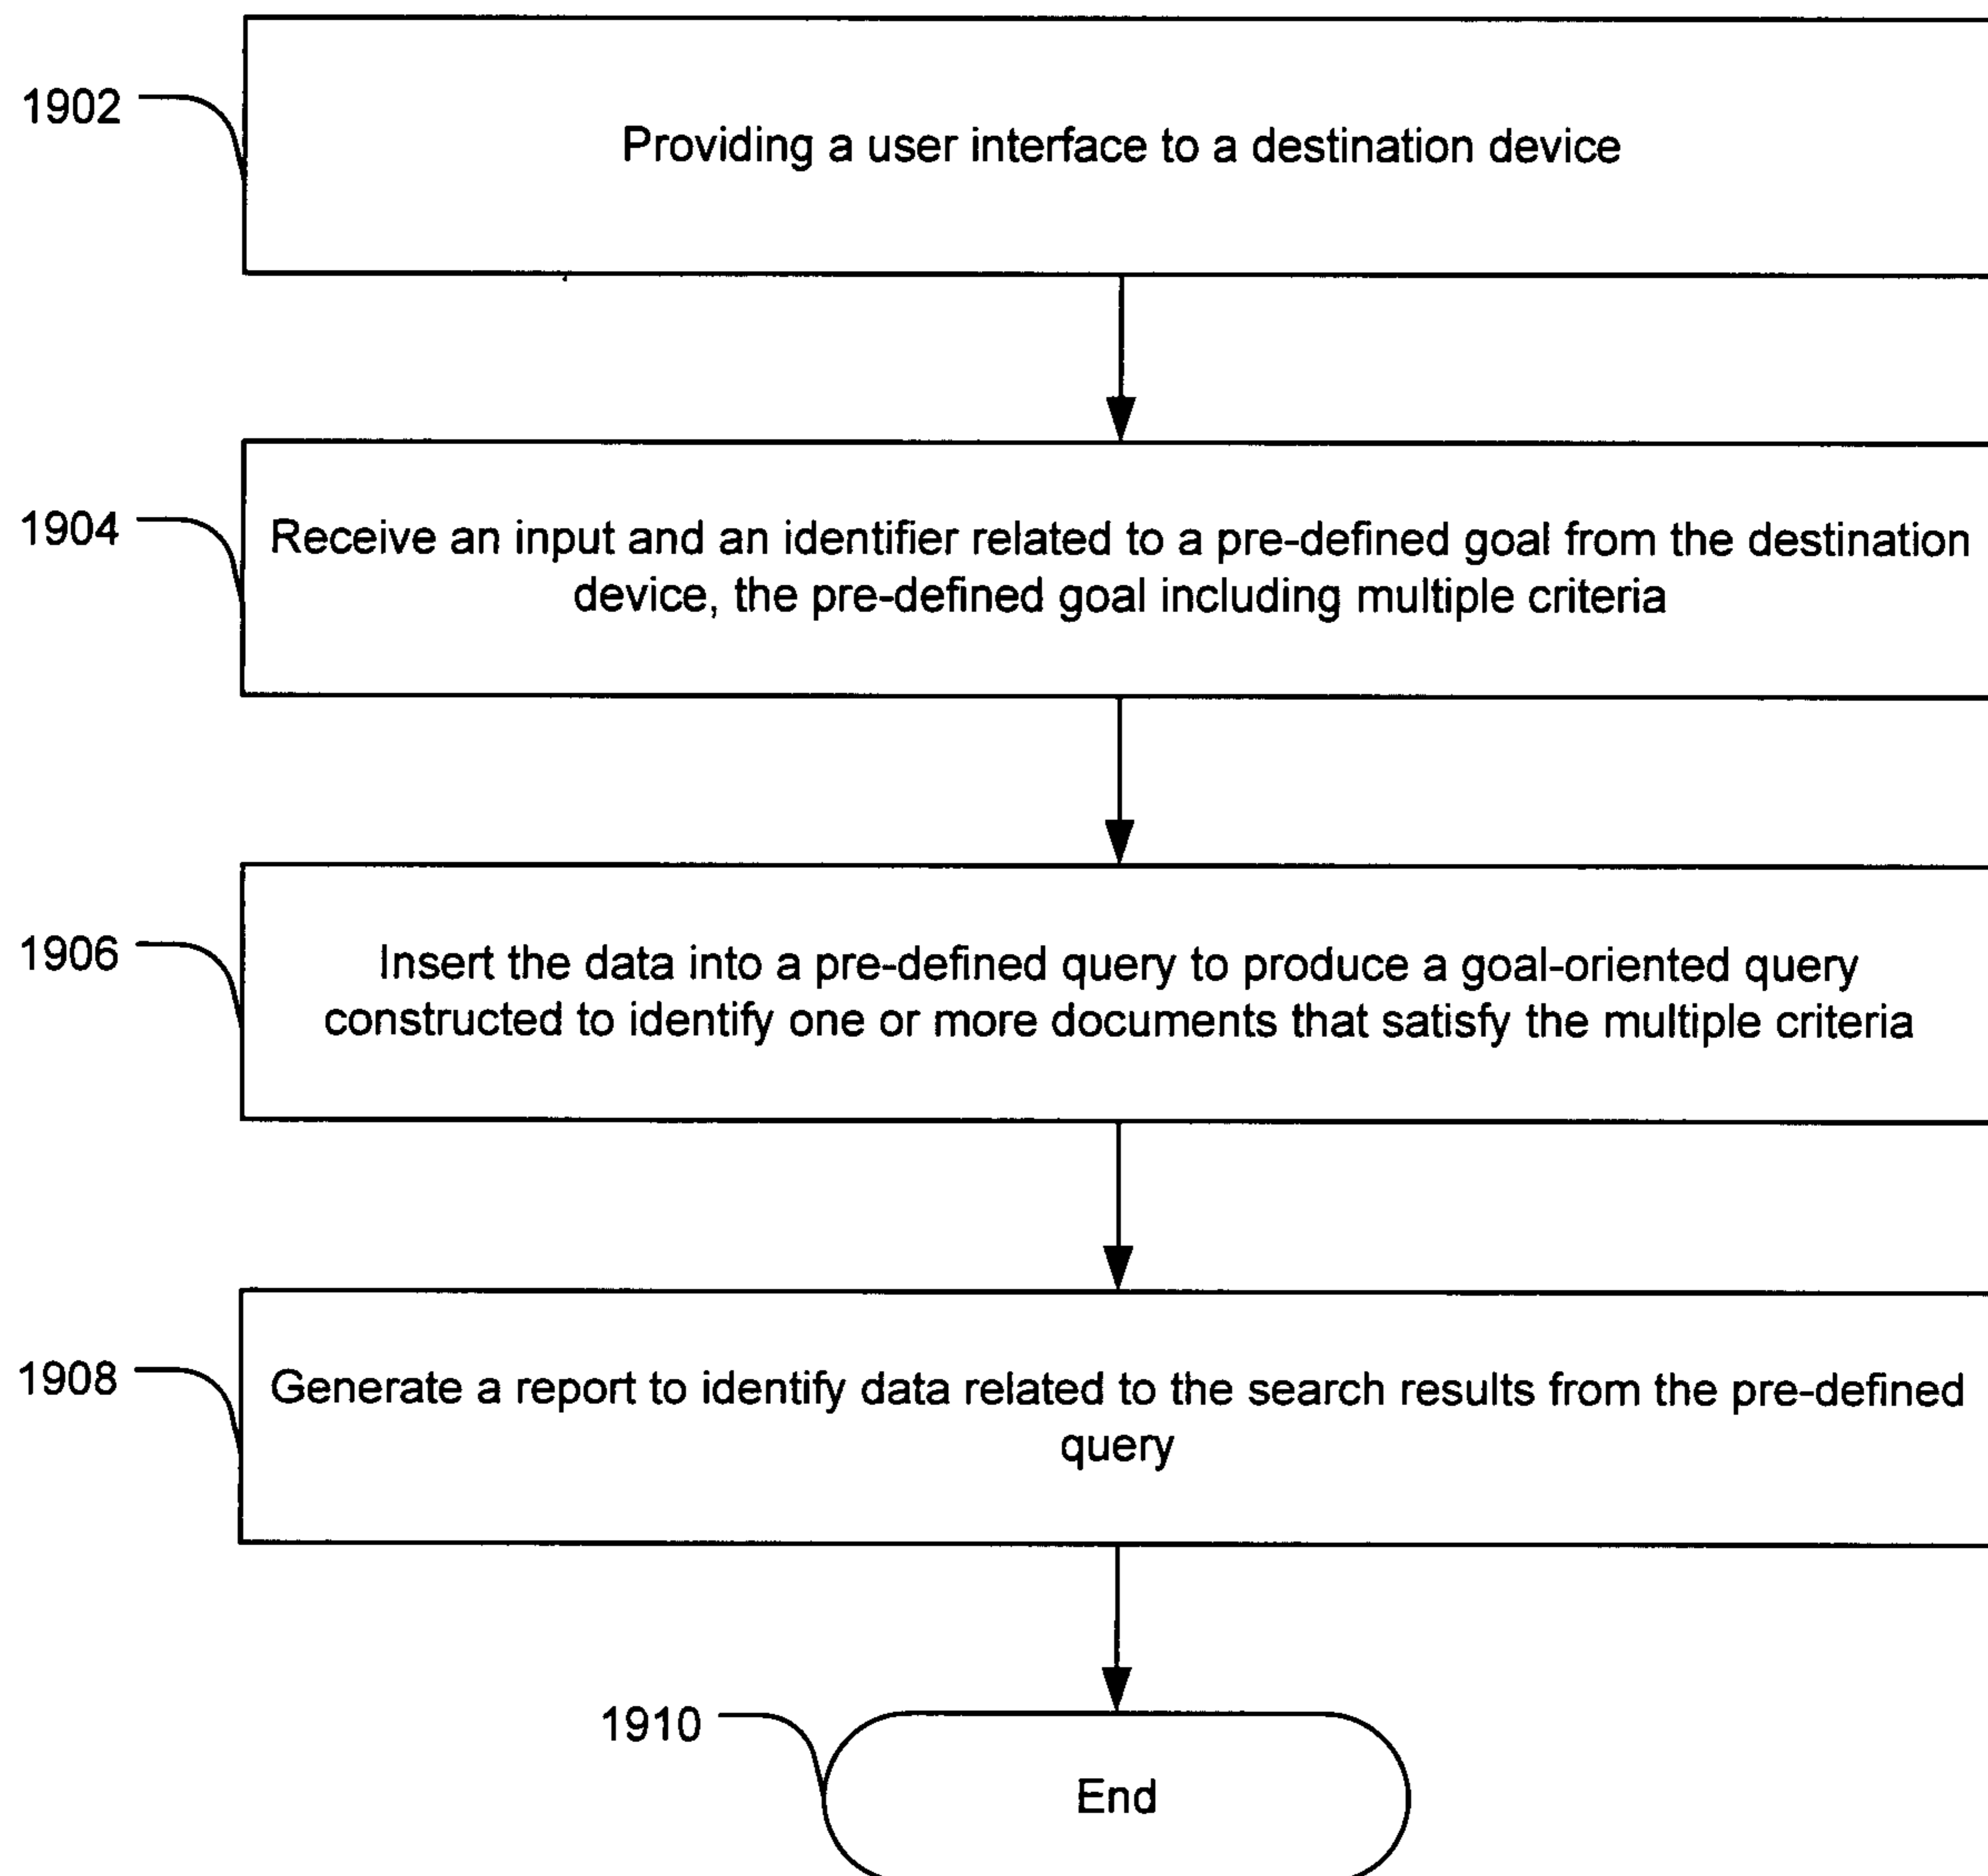 1902
Providing a user interface to a destination device
1904
Receive an input and an identifier related to a pre-defined goal from the destination
device, the pre-defined goal including multiple criteria
1906
Insert the data into a pre-defined query to produce a goal-oriented query
constructed to identify one or more documents that satisfy the multiple criteria
1908
Generate a report to identify data related to the search results from the pre-defined
query
1910
End